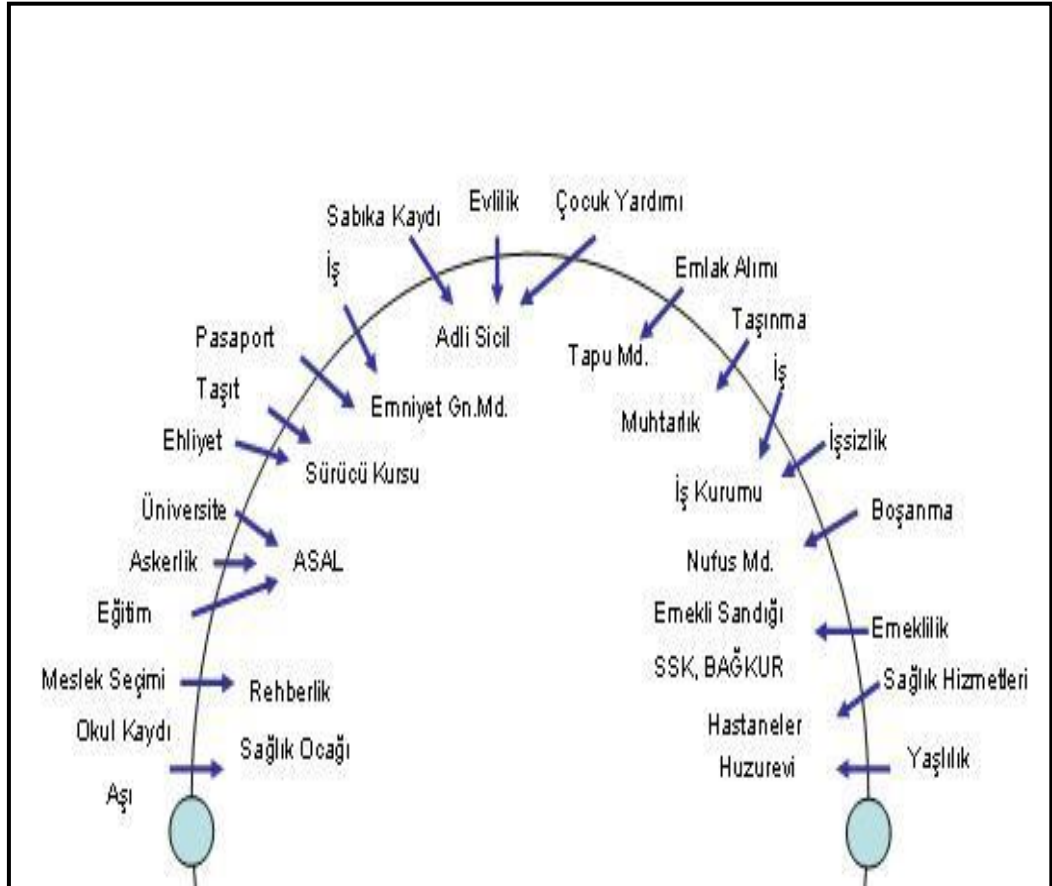 Evlilik
Çocuk Yardımı
Sabıka Kaydı
İş
Emlak Alımı
Taşınma
Adli Sicil
Pasaport
Tapu Md.
İş
Taşıt
Emniyet Gn.Md.
Muhtarlık
Ehliyet
İşsizlik
Sürücü Kursu
İş Kurumu
Üniversite
Boşanma
Askerlik
ASAL
Nufus Md.
Eğitim
Emekli Sandığı
Emeklilik
SSK, BAĞKUR
Meslek Seçimi
Sağlık Hizmetleri
Rehberlik
Okul Kaydı
Hastaneler
Sağlık Ocağı
Yaşlılık
Huzurevi
Aşı